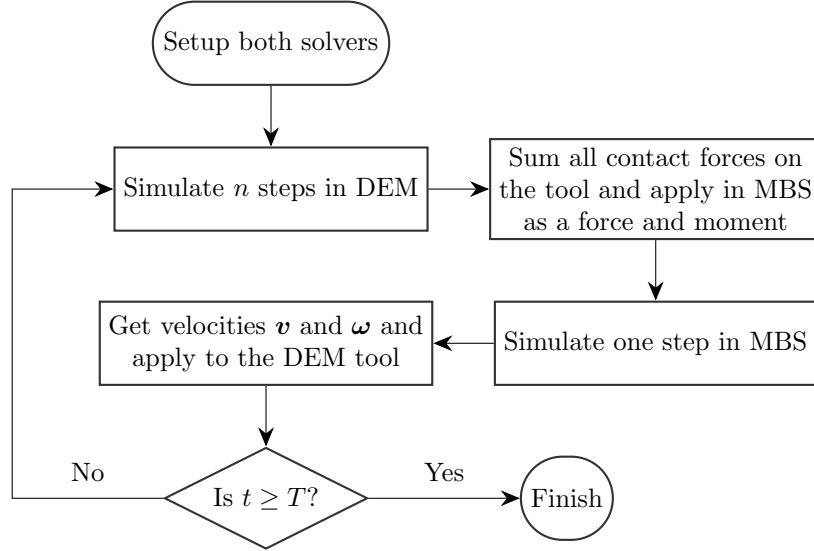 Setup both solvers
Simulate n steps in DEM
Sum all contact forces on
the tool and apply in MBS
as a force and moment
Get velocities v and ω and
apply to the DEM tool
Simulate one step in MBS
No
Is t ≥ T?
Yes
Finish